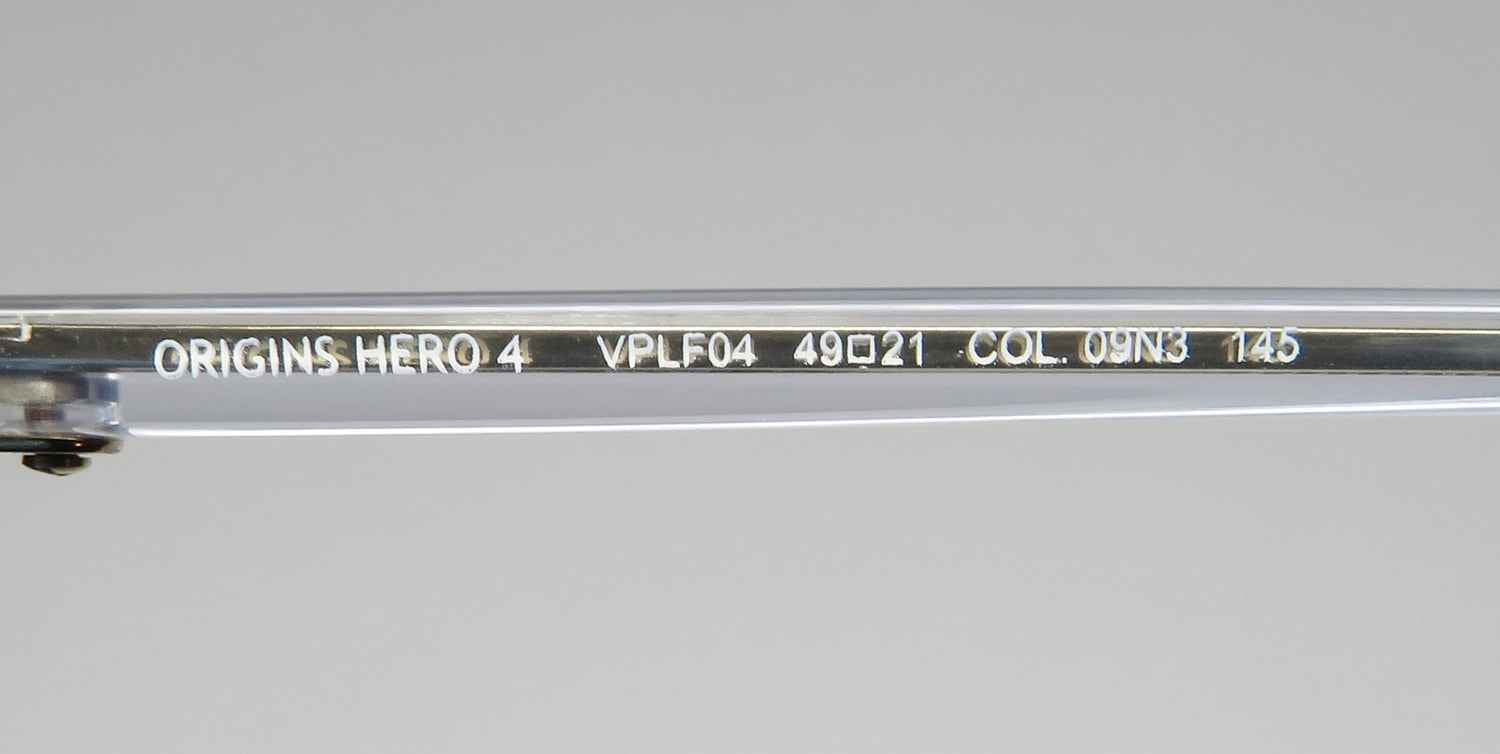 ORIGINS HERO 4 VPLF04 49□21 COL. 09N3 145